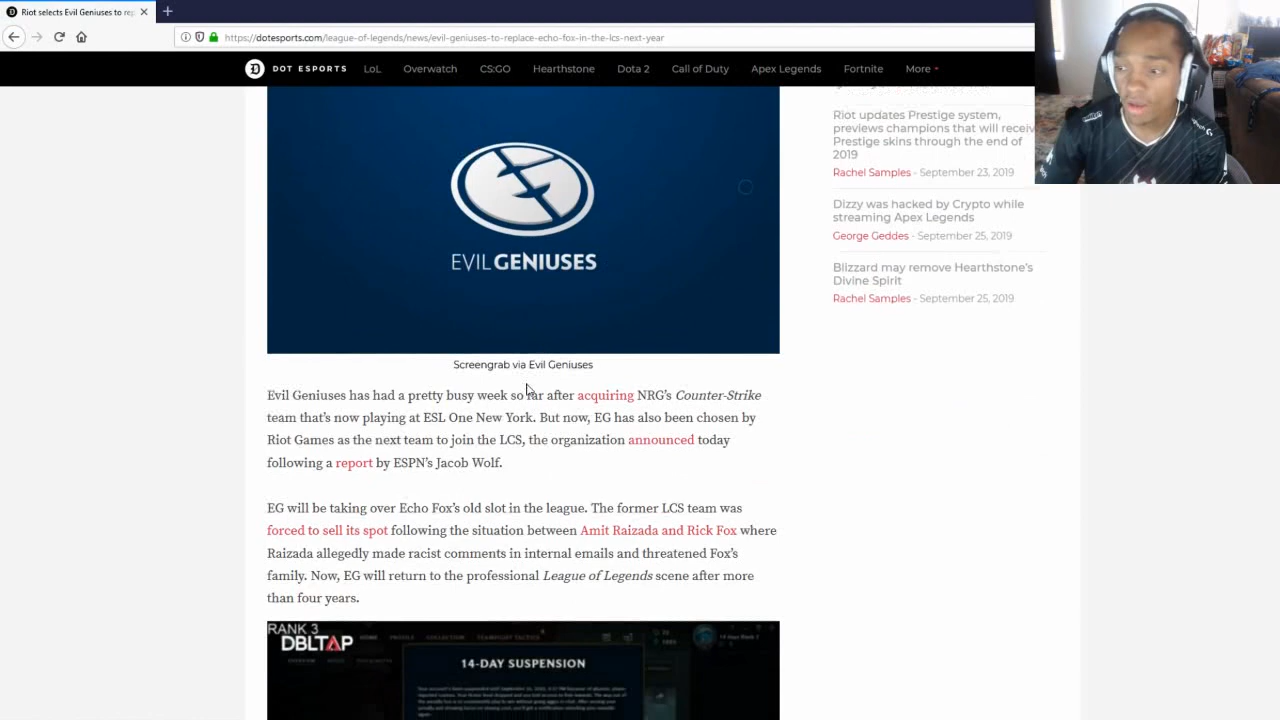 Riot selects Evil Geniuses to rep
https://dotesports.com/league-of-legends/news/evil-geniuses-to-replace-echo-fox-in-the-lcs-next-year
DOT ESPORTS LoL Overwatch CS:GO Hearthstone Dota 2 Call of Duty Apex Legends Fortnite More
EVIL GENIUSES
Screengrab via Evil Geniuses
Evil Geniuses has had a pretty busy week so far after acquiring NRG's Counter-Strike
team that's now playing at ESL One New York. But now, EG has also been chosen by
Riot Games as the next team to join the LCS, the organization announced today
following a report by ESPN's Jacob Wolf.
EG will be taking over Echo Fox's old slot in the league. The former LCS team was
forced to sell its spot following the situation between Amit Raizada and Rick Fox where
Raizada allegedly made racist comments in internal emails and threatened Fox's
family. Now, EG will return to the professional League of Legends scene after more
than four years.
RANK 3
DBLTAP
HOME PROFILE COLLECTION
14-DAY SUSPENSION
Riot updates Prestige system,
previews champions that will receiv
Prestige skins through the end of
2019
Rachel Samples - September 23, 2019
Dizzy was hacked by Crypto while
streaming Apex Legends
George Geddes - September 25, 2019
Blizzard may remove Hearthstone's
Divine Spirit
Rachel Samples - September 25, 2019